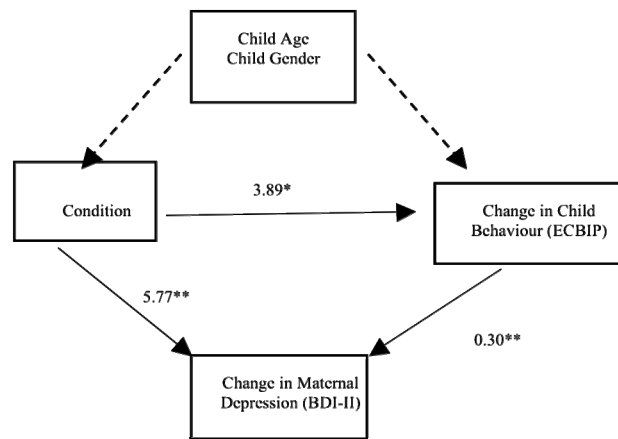 Child Age
Child Gender
Condition
3.89*
Change in Child
Behaviour (ECBIP)
5.77**
0.30**
Change in Maternal
Depression (BDI-II)